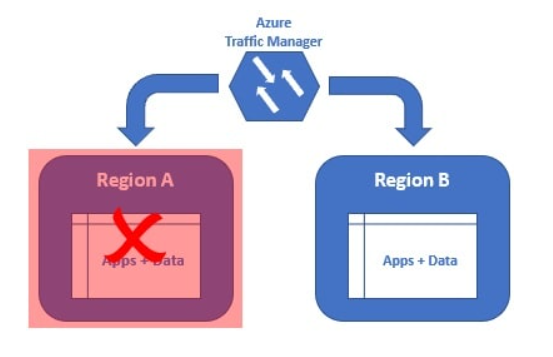 Azure
Traffic Manager
Region A
Region B
Apps + Data
Apps + Data